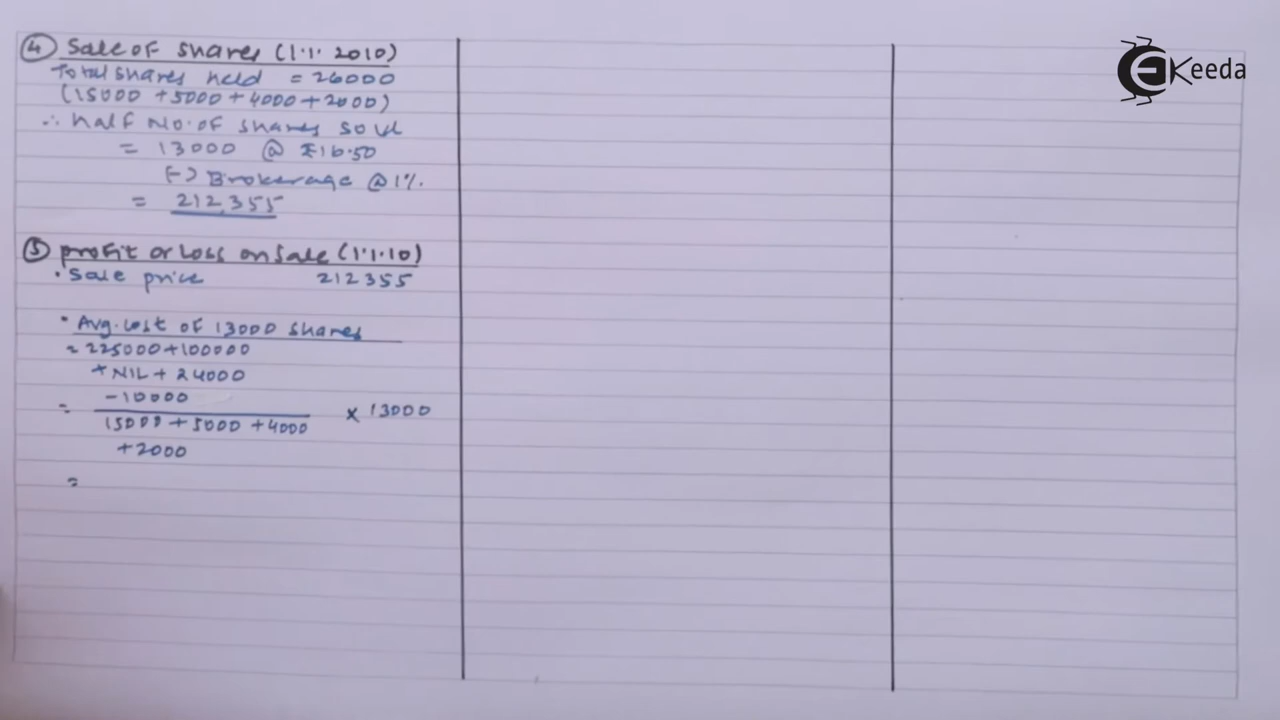 ④ Sale of shares (1.1.2010)
Total shares held = 26000
(15000 + 5000 + 4000 + 2000)
∴ half No. of shares sold
= 13000 @ ₹16.50
(-) Brokerage @ 1%.
= 212,355
⑤ profit or Loss on sale (1.1.10)
• Sale price 212355
• Avg. cost of 13000 shares
= 225000 + 100000
+ NIL + 24000
- 10000
= × 13000
15000 + 5000 + 4000
+ 2000
=
EKeeda